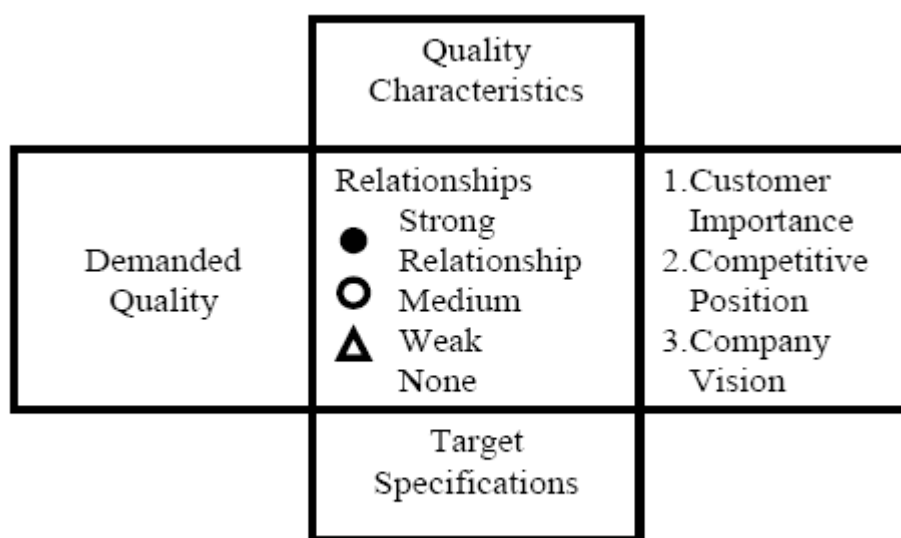 Quality
Characteristics
Demanded
Quality
Relationships
Strong
Relationship
Medium
Weak
None
1.Customer
Importance
2.Competitive
Position
3.Company
Vision
Target
Specifications